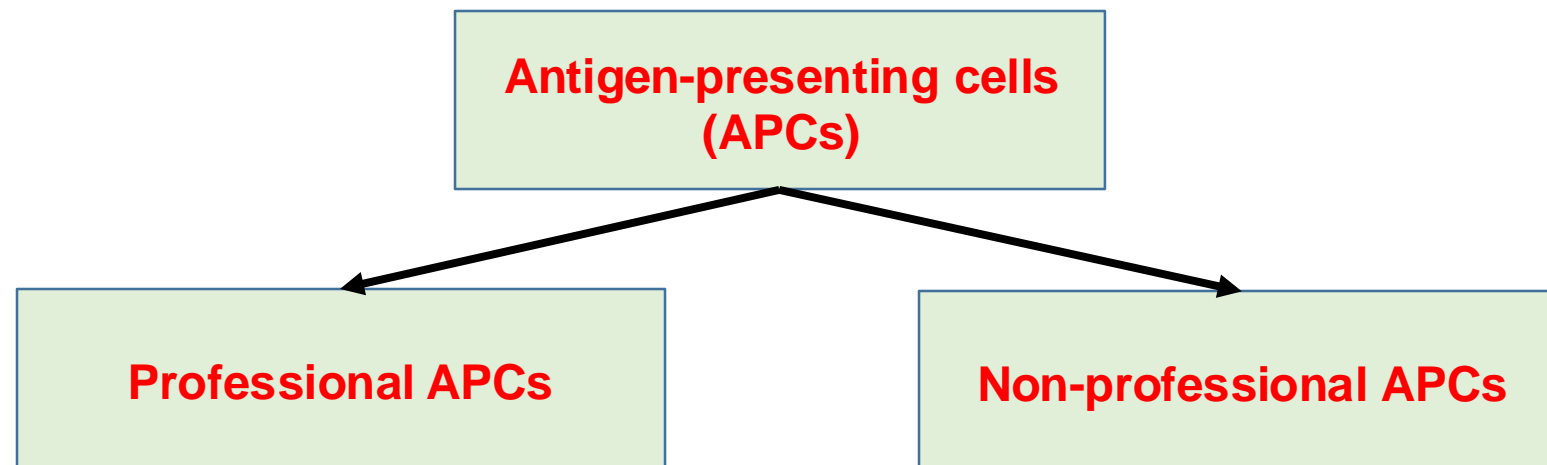 Antigen-presenting cells
(APCs)
Professional APCs
Non-professional APCs